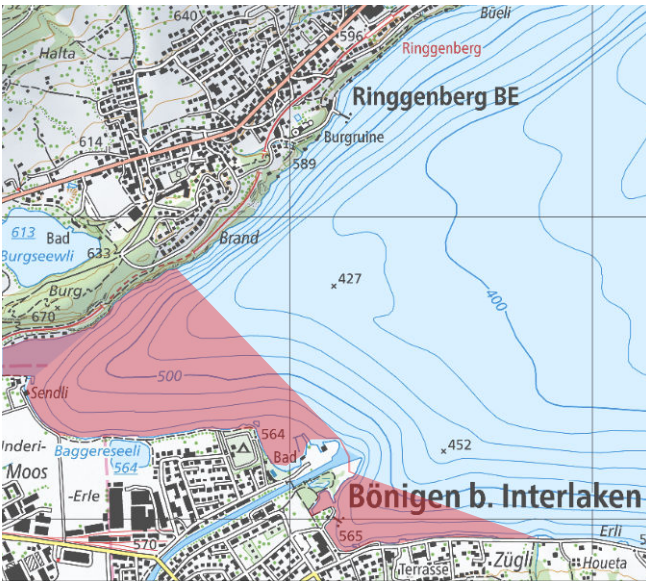 640
Büeli
596
Halta
Ringgenberg
Ringgenberg BE
Burgruine
614
589
613
Bad
Burgseewli
Brand
633
427
Burg-
670
400
500
Sendli
564
Inderi-
Baggereseeli
564
Bad
452
Moos
-Erle
Bönigen b. Interlaken
565
570
Erli
Terrasse
Zügli
Houeta